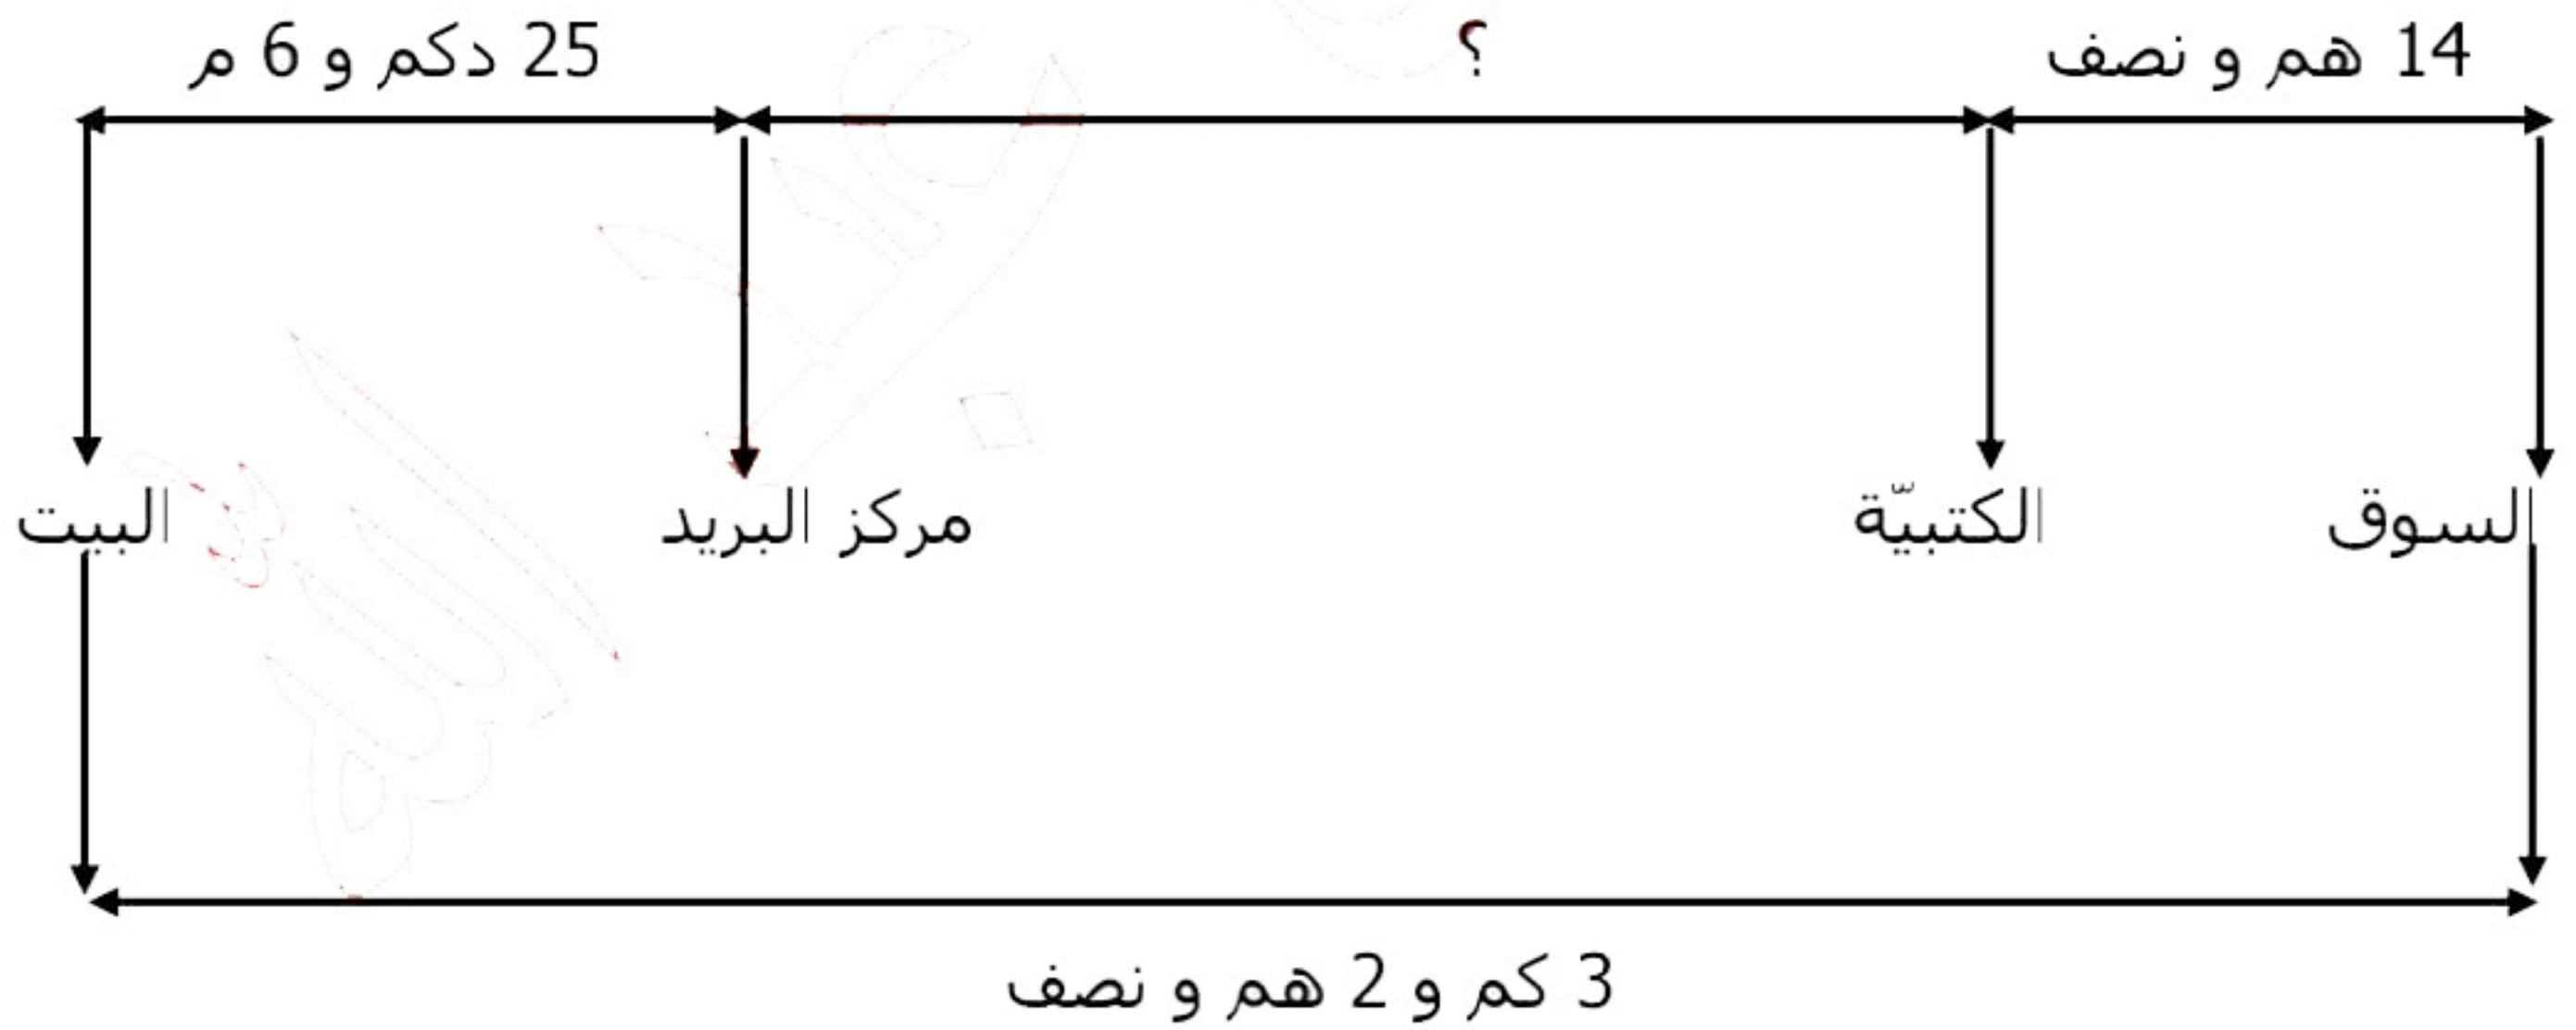 14 هم و نصف
؟
25 دكم و 6 م
السوق
الكتبيّة
مركز البريد
البيت
3 كم و 2 هم و نصف